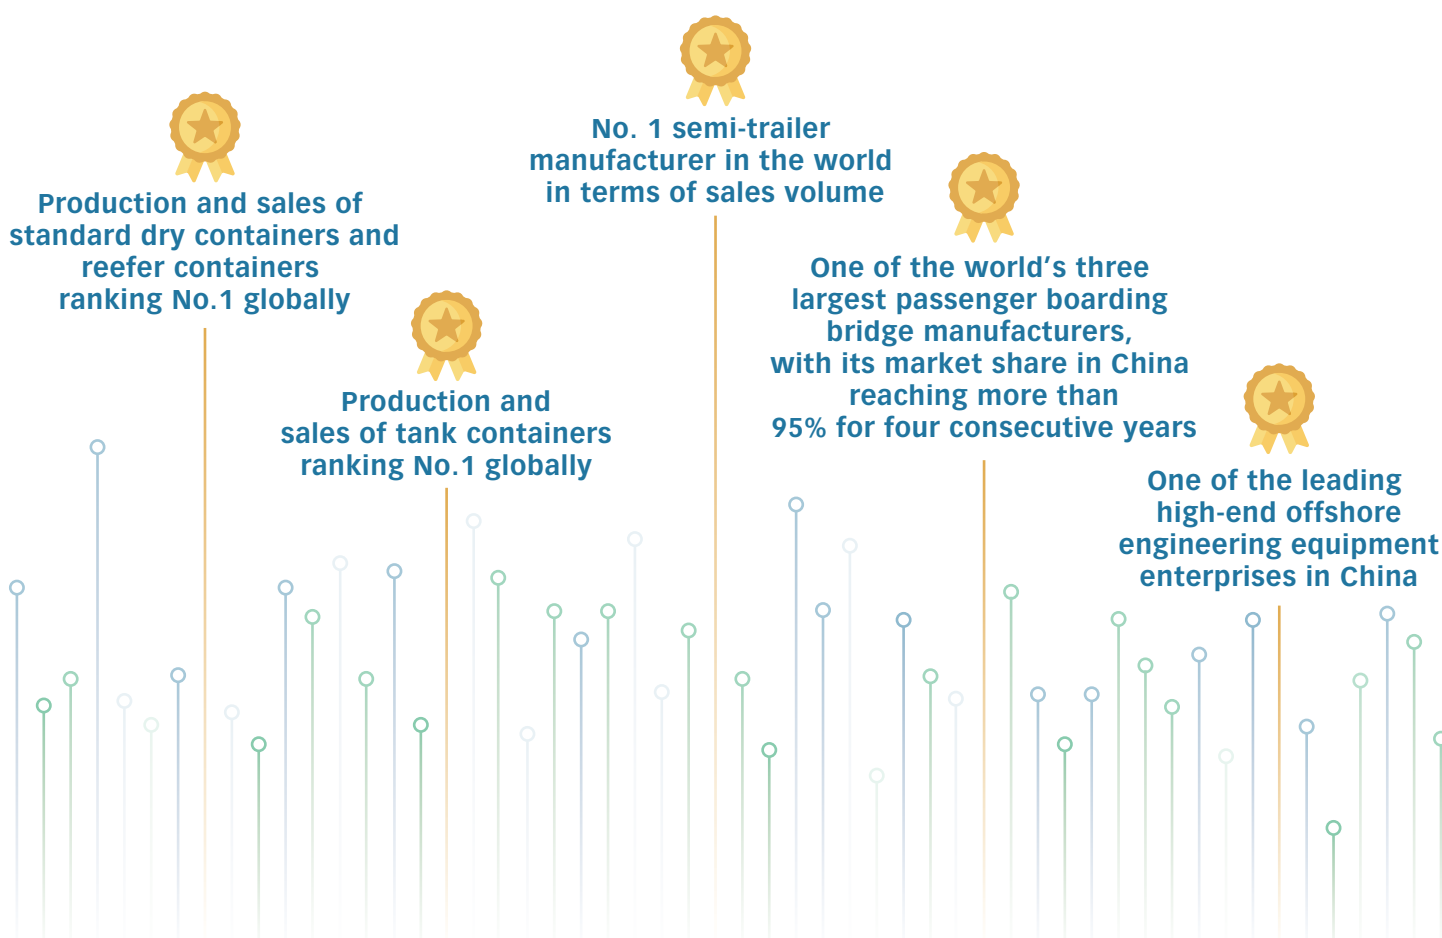 Production and sales of
standard dry containers and
reefer containers
ranking No.1 globally
Production and
sales of tank containers
ranking No.1 globally
No. 1 semi-trailer
manufacturer in the world
in terms of sales volume
One of the world’s three
largest passenger boarding
bridge manufacturers,
with its market share in China
reaching more than
95% for four consecutive years
One of the leading
high-end offshore
engineering equipment
enterprises in China